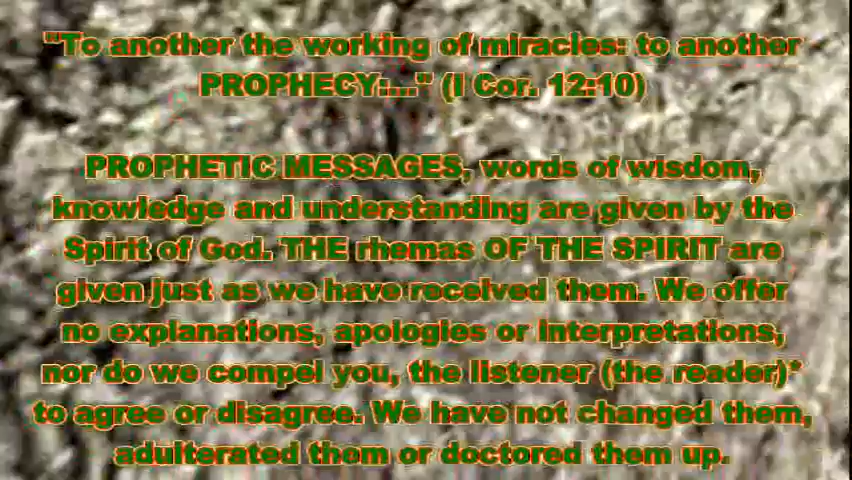 "To another the working of miracles: to another
PROPHECY:..." (I Cor. 12:10)
PROPHETIC MESSAGES, words of wisdom,
knowledge and understanding are given by the
Spirit of God. THE rhemas OF THE SPIRIT are
given just as we have received them. We offer
no explanations, apologies or interpretations,
nor do we compel you, the listener (the reader)*
to agree or disagree. We have not changed them,
adulterated them or doctored them up.